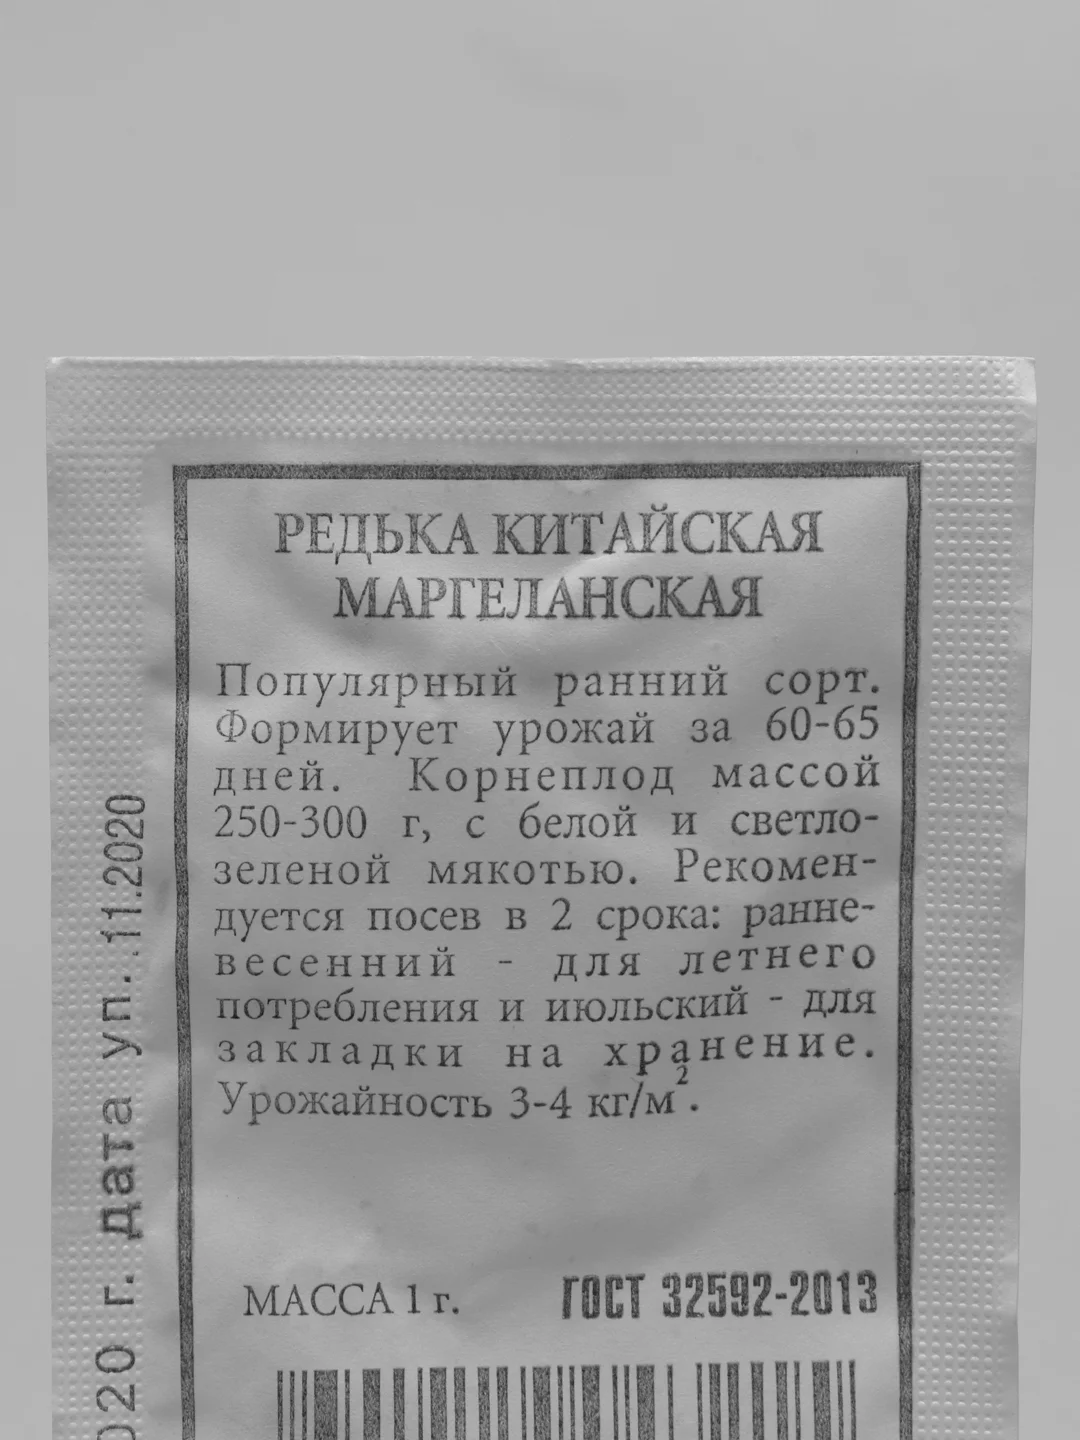 РЕДЬКА КИТАЙСКАЯ
МАРГЕЛАНСКАЯ
Популярный ранний сорт.
Формирует урожай за 60-65
дней. Корнеплод массой
250-300 г, с белой и светло-
зеленой мякотью. Рекомен-
дуется посев в 2 срока: ранне-
весенний - для летнего
потребления и июльский - для
закладки на хранение.
Урожайность 3-4 кг/м².
МАССА 1 г.
ГОСТ 32592-2013
020 г. дата уп. 11.2020